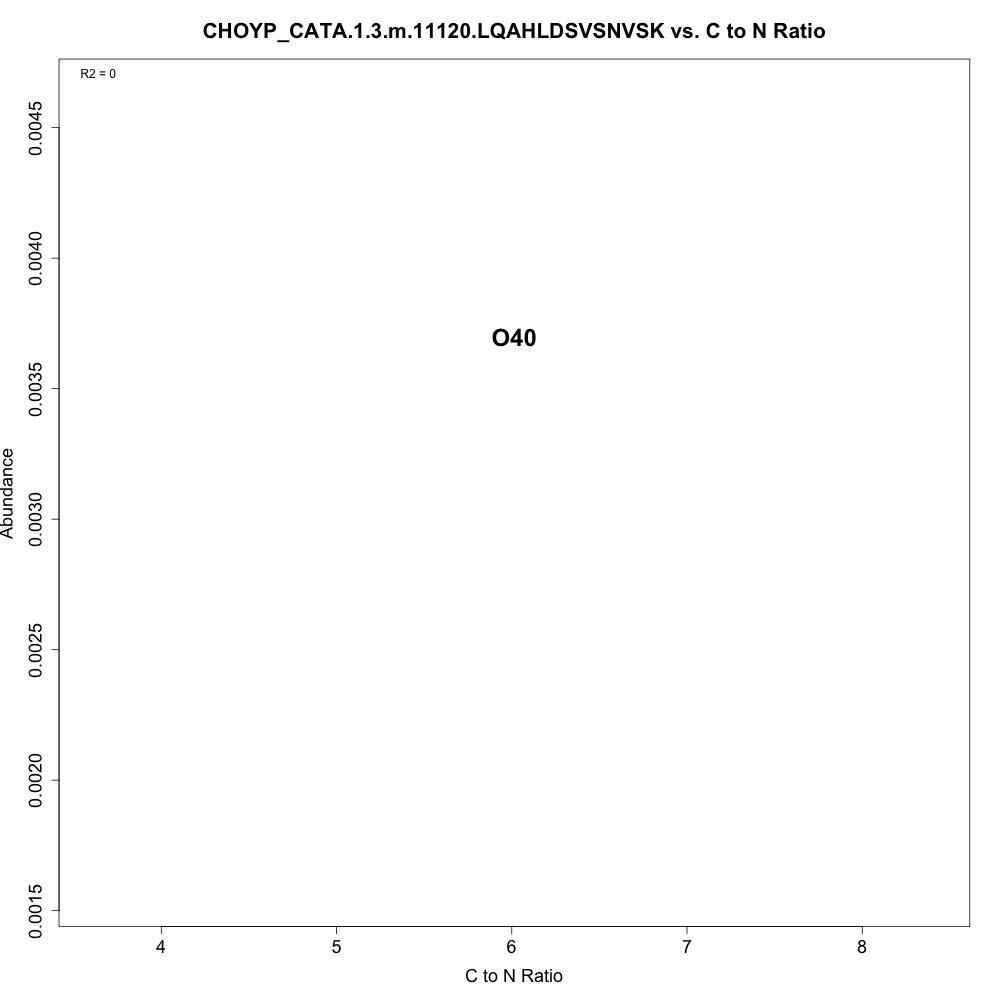 CHOYP_CATA.1.3.m.11120.LQAHLDSVSNVSK vs. C to N Ratio
R2 = 0
0.0045
0.0040
O40
0.0035
Abundance
0.0030
0.0025
0.0020
0.0015
4 5 6 7 8
C to N Ratio